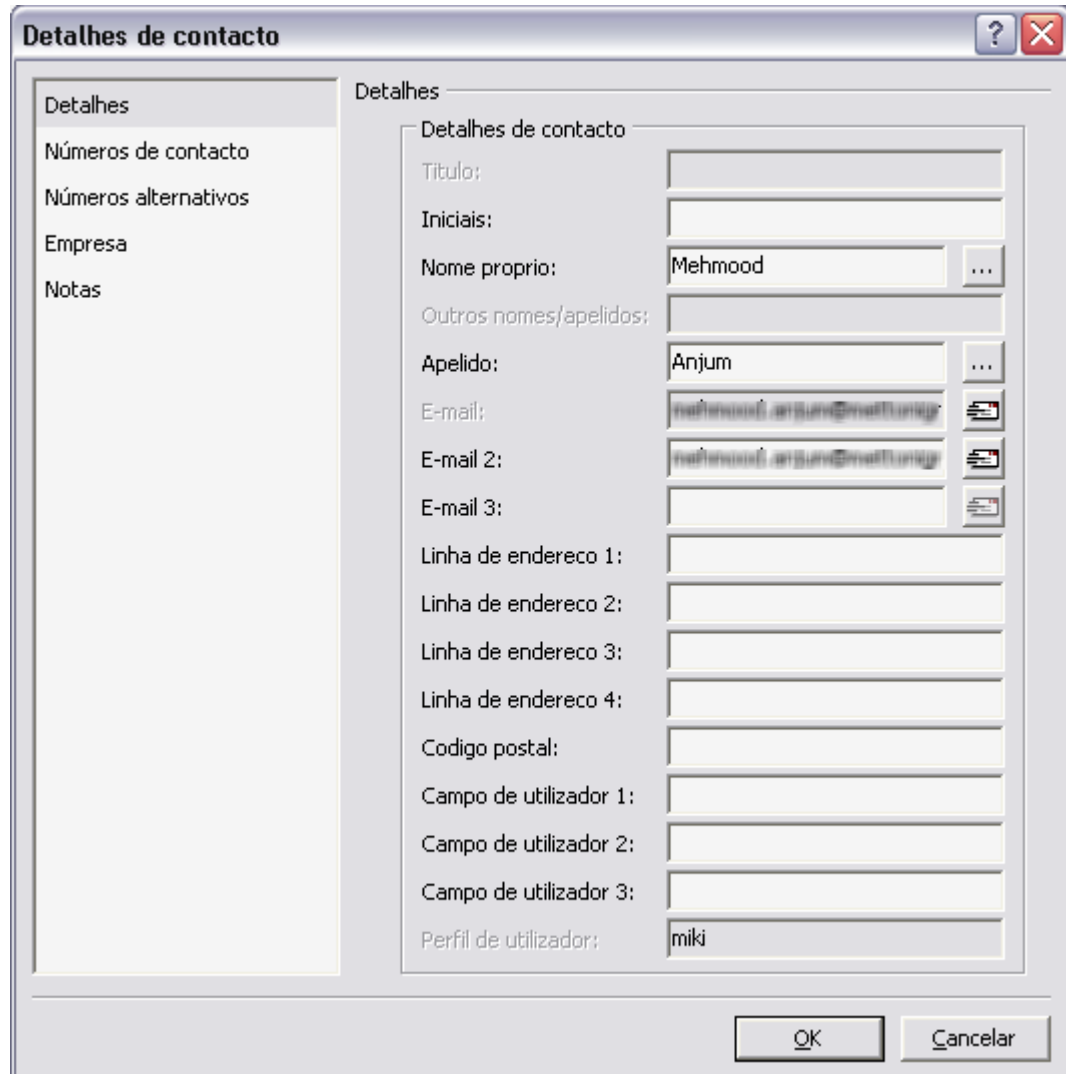 Detalhes de contacto
Detalhes
Números de contacto
Números alternativos
Empresa
Notas
Detalhes
Detalhes de contacto
Titulo:
Iniciais:
Nome proprio: Mehmood ...
Outros nomes/apelidos:
Apelido: Anjum ...
E-mail:
E-mail 2:
E-mail 3:
Linha de endereco 1:
Linha de endereco 2:
Linha de endereco 3:
Linha de endereco 4:
Codigo postal:
Campo de utilizador 1:
Campo de utilizador 2:
Campo de utilizador 3:
Perfil de utilizador: miki
OK Cancelar